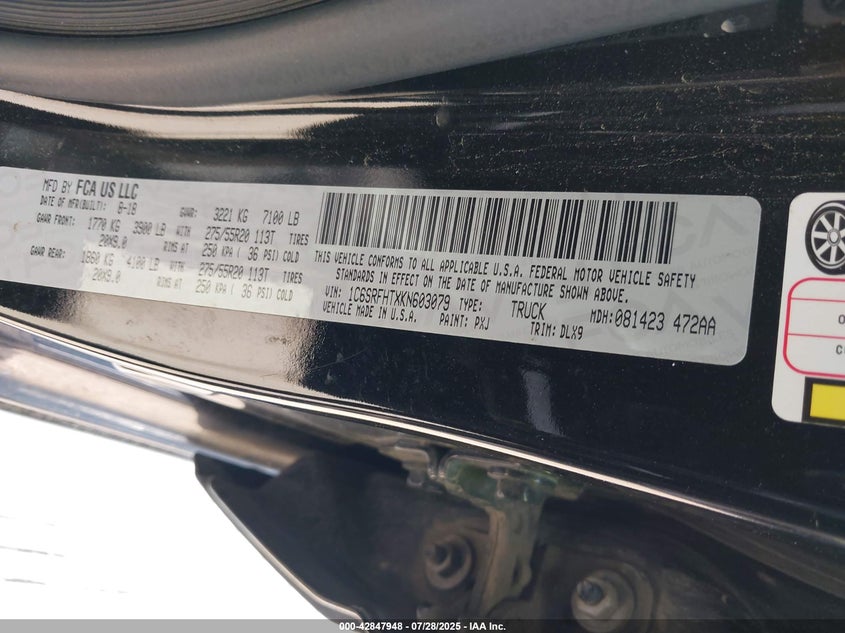 MFD BY FCA US LLC
DATE OF MFR(BUILT): 8-18 GVWR: 3221 KG 7100 LB
GAWR FRONT: 1770 KG 3900 LB WITH 275/55R20 113T TIRES
20X9.0 RIMS AT 250 KPA ( 36 PSI) COLD
GAWR REAR: 1860 KG 4100 LB WITH 275/55R20 113T TIRES
20X9.0 RIMS AT 250 KPA ( 36 PSI) COLD
THIS VEHICLE CONFORMS TO ALL APPLICABLE U.S.A. FEDERAL MOTOR VEHICLE SAFETY
STANDARDS IN EFFECT ON THE DATE OF MANUFACTURE SHOWN ABOVE.
VIN: 1C6SRFHTXKN603079 TYPE: TRUCK MDH: 081423 472AA
VEHICLE MADE IN U.S.A. PAINT: PXJ TRIM: DLX9
000-42847948 - 07/28/2025 - IAA Inc.